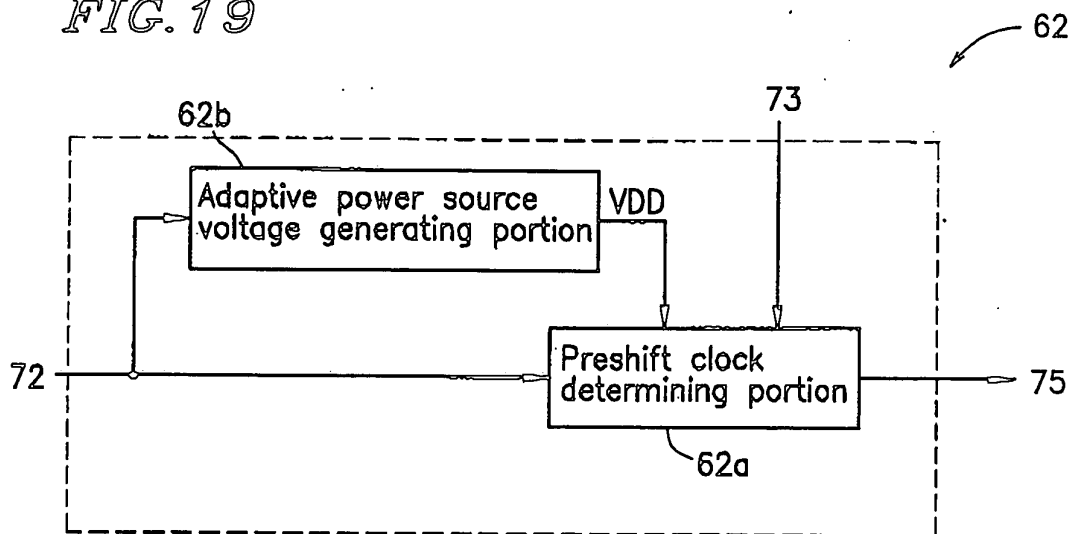 FIG. 19
62
73
62b
Adaptive power source
voltage generating portion
VDD
72
Preshift clock
determining portion
75
62a